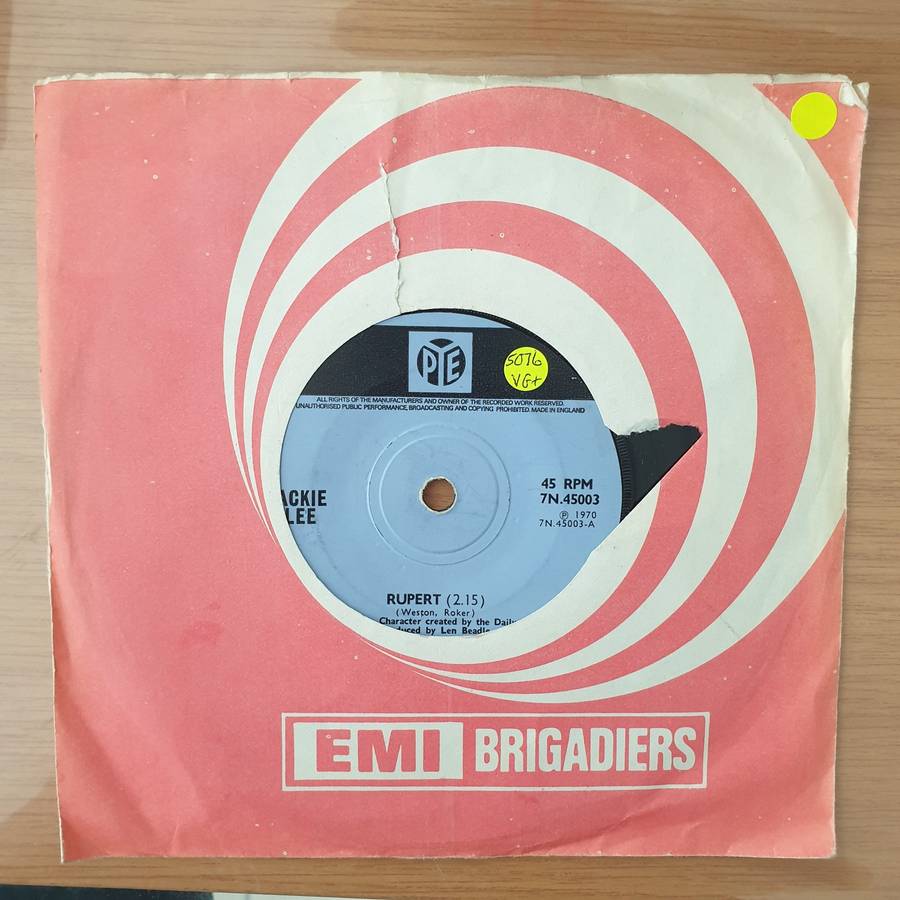 PYE
5076
VG+
ALL RIGHTS OF THE MANUFACTURERS AND OWNER OF THE RECORDED WORK RESERVED.
UNAUTHORISED PUBLIC PERFORMANCE, BROADCASTING AND COPYING PROHIBITED. MADE IN ENGLAND
ACKIE
LEE
45 RPM
7N.45003
Ⓟ 1970
7N.45003-A
RUPERT (2.15)
(Weston, Roker)
Character created by the Daily
duced by Len Beadle
EMI BRIGADIERS